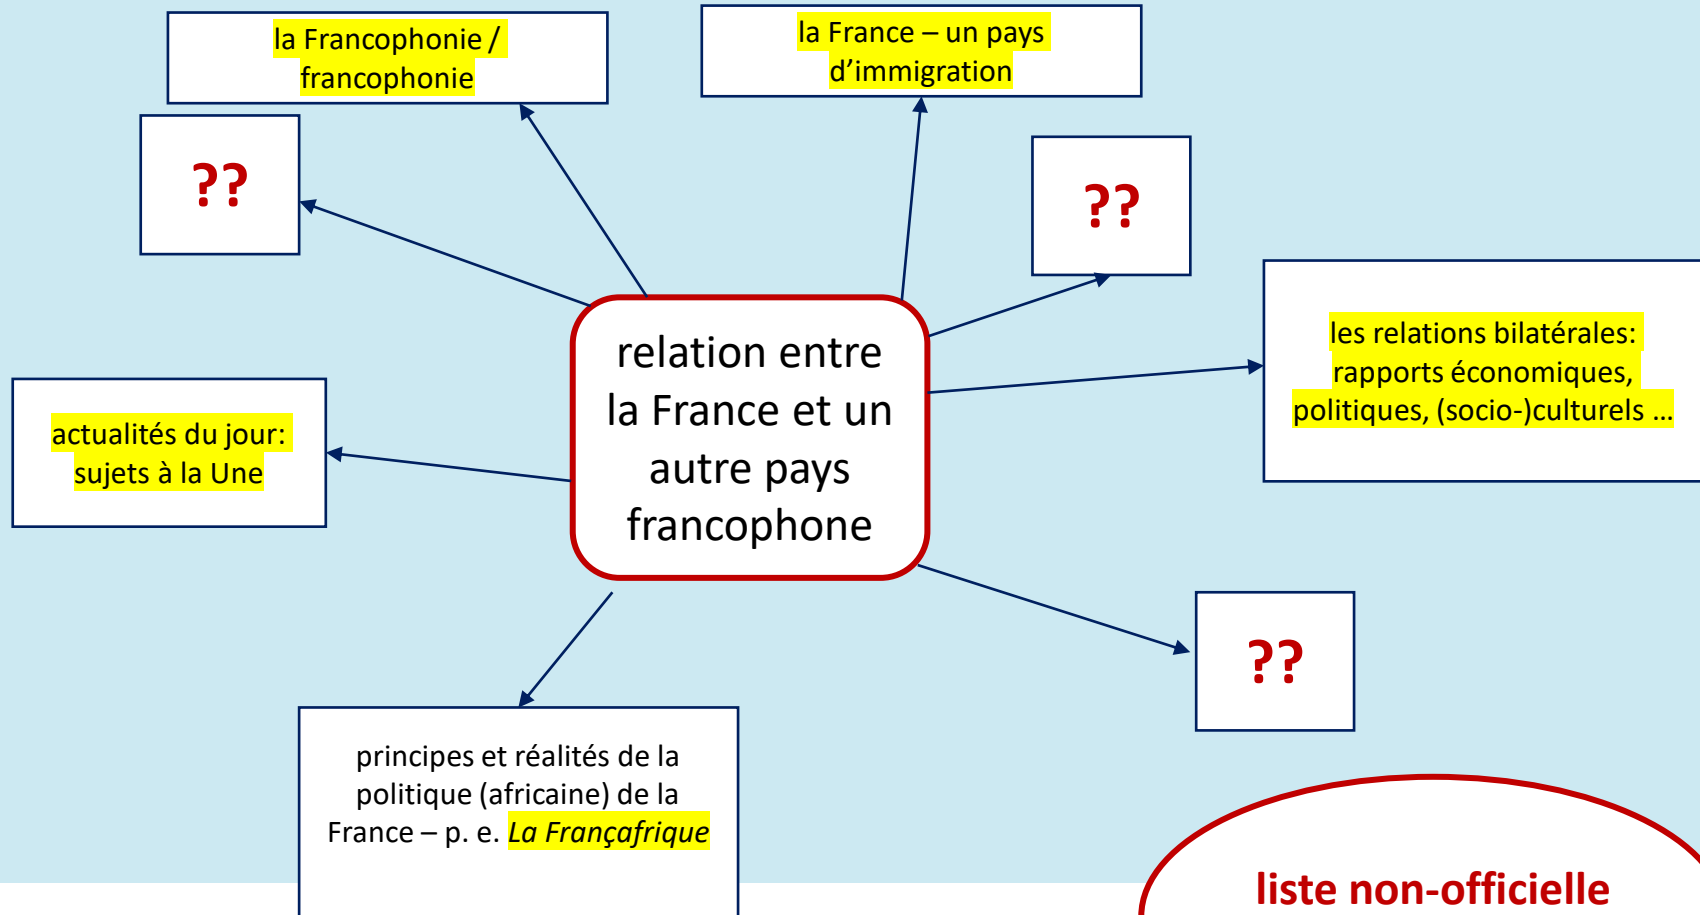 la Francophonie /
francophonie
la France – un pays
d’immigration
??
??
les relations bilatérales:
rapports économiques,
politiques, (socio-)culturels ...
relation entre
la France et un
autre pays
francophone
actualités du jour:
sujets à la Une
??
principes et réalités de la
politique (africaine) de la
France – p. e. La Françafrique
liste non-officielle